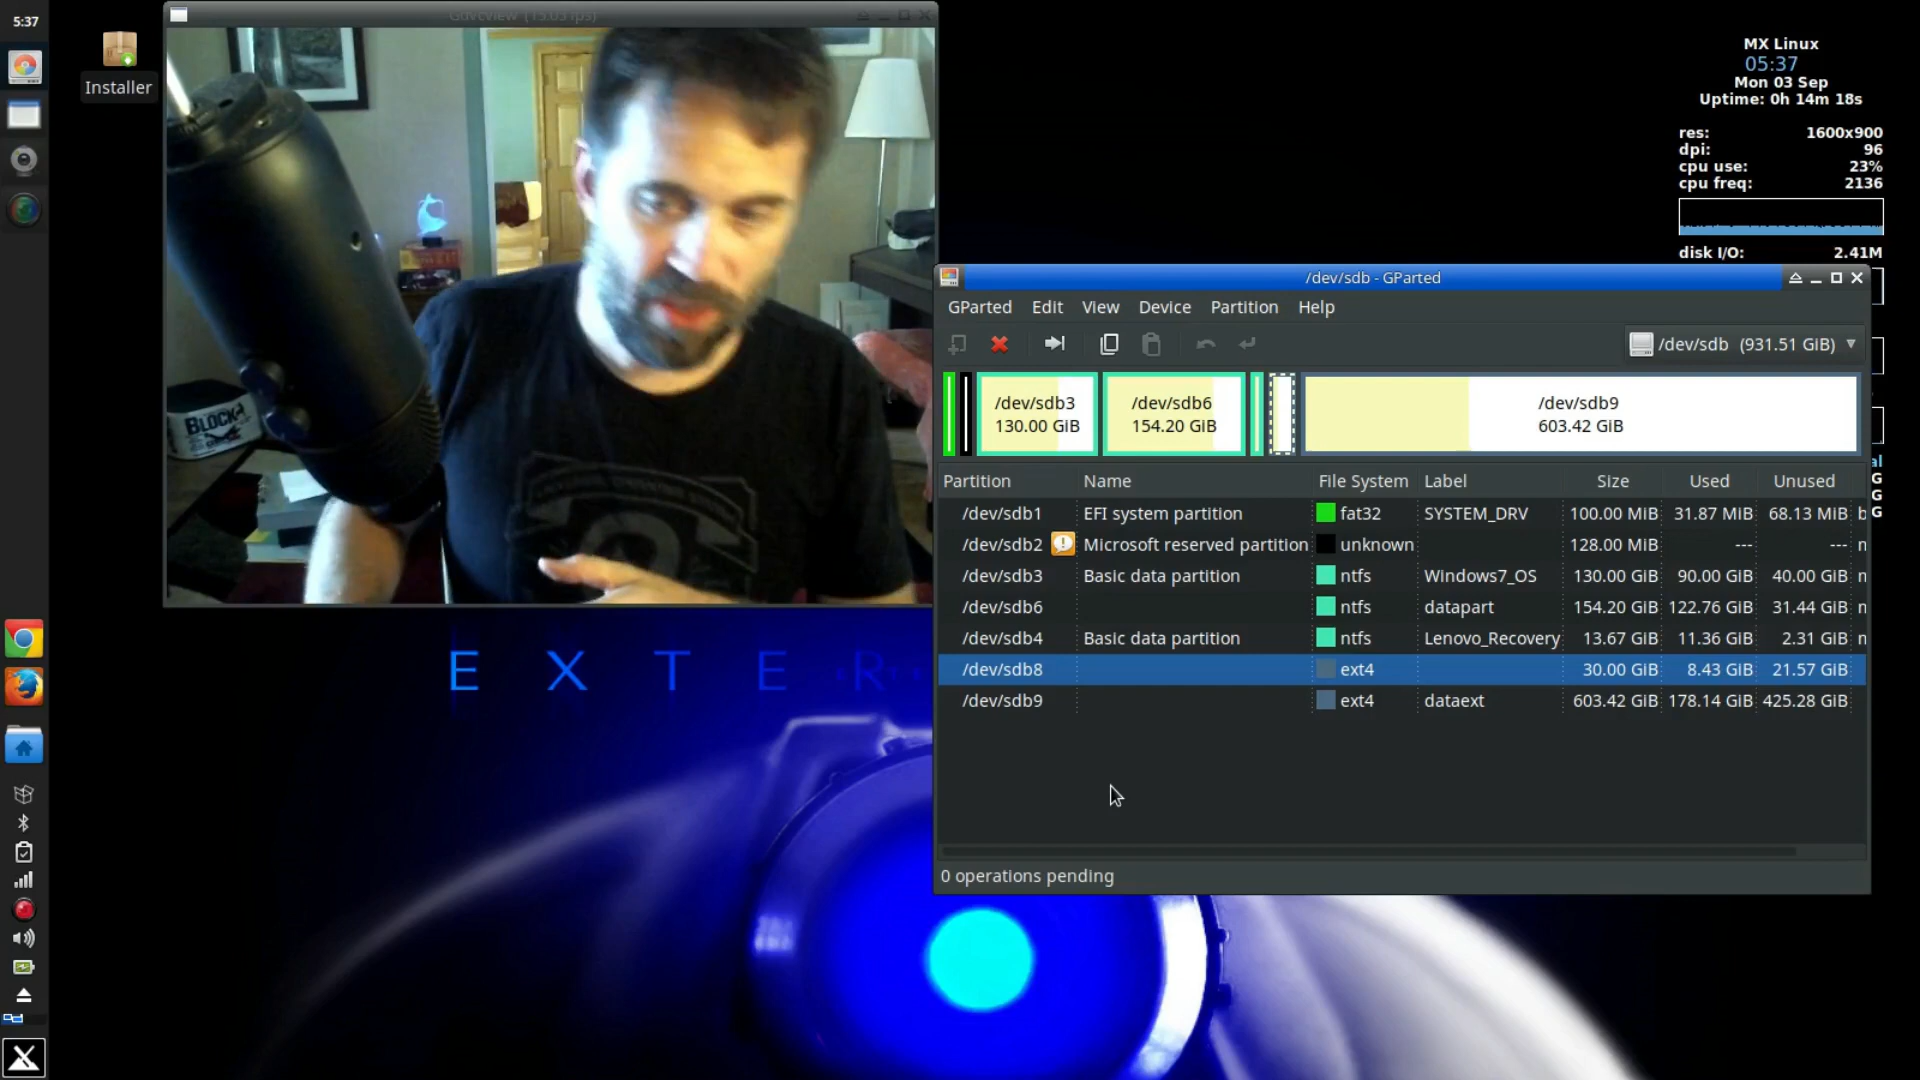 5:37
Installer
Guvcview (15.03 fps)
BLOCK
MX Linux
05:37
Mon 03 Sep
Uptime: 0h 14m 18s
res: 1600x900
dpi: 96
cpu use: 23%
cpu freq: 2136
disk I/O: 2.41M
al
G
G
G
/dev/sdb - GParted
GParted Edit View Device Partition Help
/dev/sdb (931.51 GiB)
/dev/sdb3
130.00 GiB
/dev/sdb6
154.20 GiB
/dev/sdb9
603.42 GiB
Partition Name File System Label Size Used Unused
/dev/sdb1 EFI system partition fat32 SYSTEM_DRV 100.00 MiB 31.87 MiB 68.13 MiB b
/dev/sdb2 Microsoft reserved partition unknown 128.00 MiB --- --- n
/dev/sdb3 Basic data partition ntfs Windows7_OS 130.00 GiB 90.00 GiB 40.00 GiB n
/dev/sdb6 ntfs datapart 154.20 GiB 122.76 GiB 31.44 GiB n
/dev/sdb4 Basic data partition ntfs Lenovo_Recovery 13.67 GiB 11.36 GiB 2.31 GiB n
/dev/sdb8 ext4 30.00 GiB 8.43 GiB 21.57 GiB
/dev/sdb9 ext4 dataext 603.42 GiB 178.14 GiB 425.28 GiB
0 operations pending
E X T E R